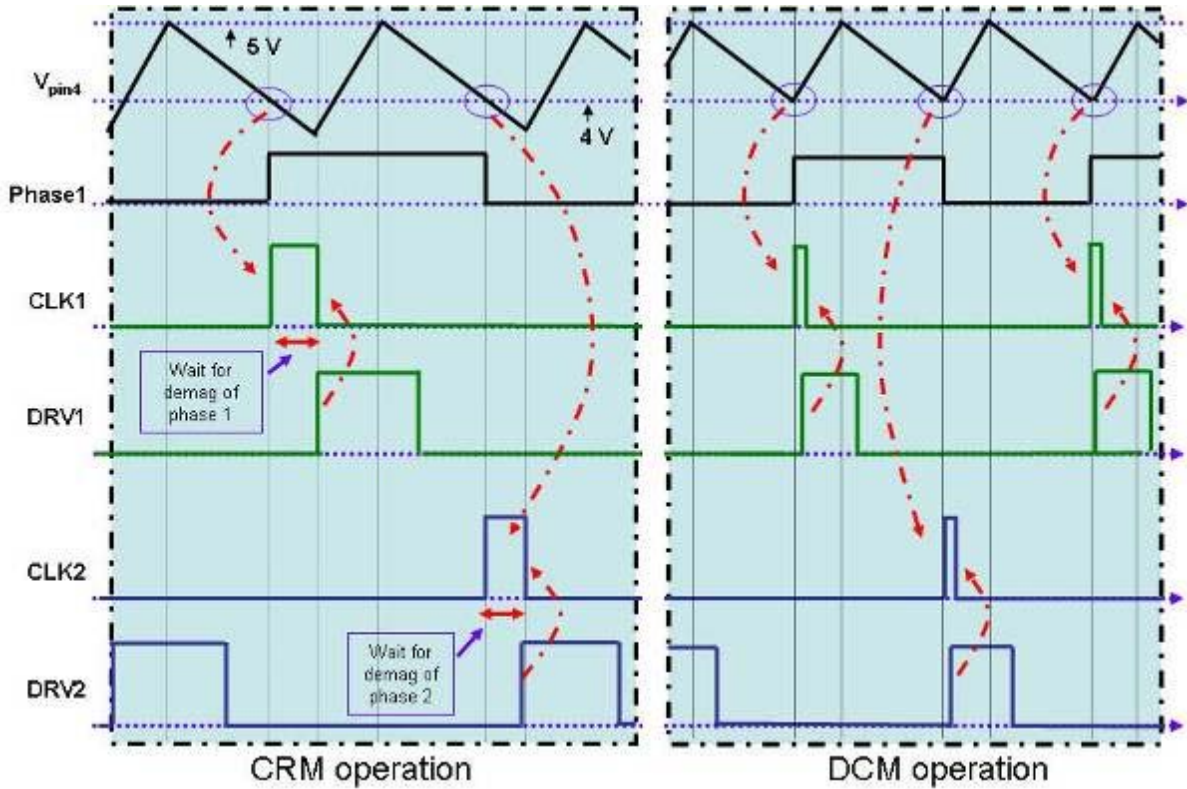 5 V
V_pin4
4 V
Phase1
CLK1
Wait for
demag of
phase 1
DRV1
CLK2
Wait for
demag of
phase 2
DRV2
CRM operation
DCM operation